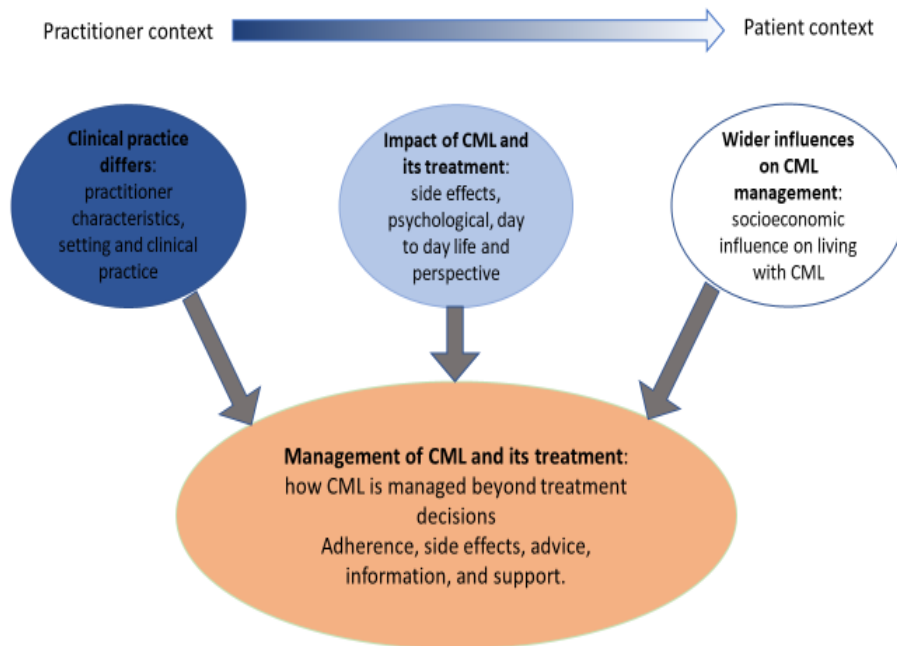 Practitioner context
Patient context
Clinical practice
differs:
practitioner
characteristics,
setting and clinical
practice
Impact of CML and
its treatment:
side effects,
psychological, day
to day life and
perspective
Wider influences
on CML
management:
socioeconomic
influence on living
with CML
Management of CML and its treatment:
how CML is managed beyond treatment
decisions
Adherence, side effects, advice,
information, and support.